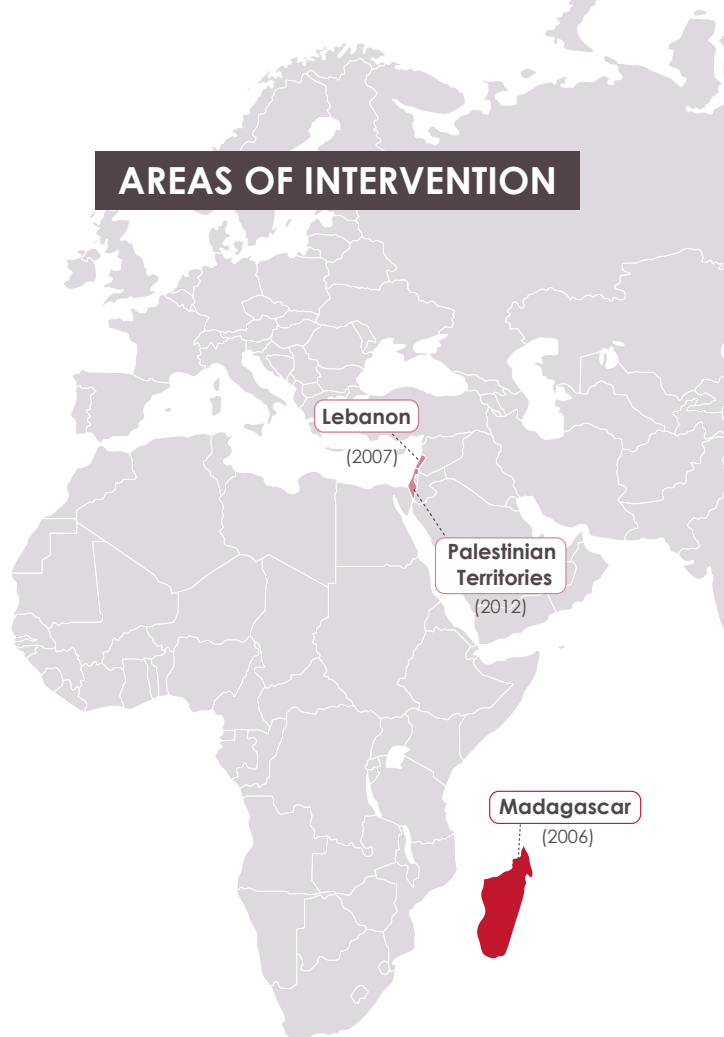 AREAS OF INTERVENTION
Lebanon
(2007)
Palestinian
Territories
(2012)
Madagascar
(2006)